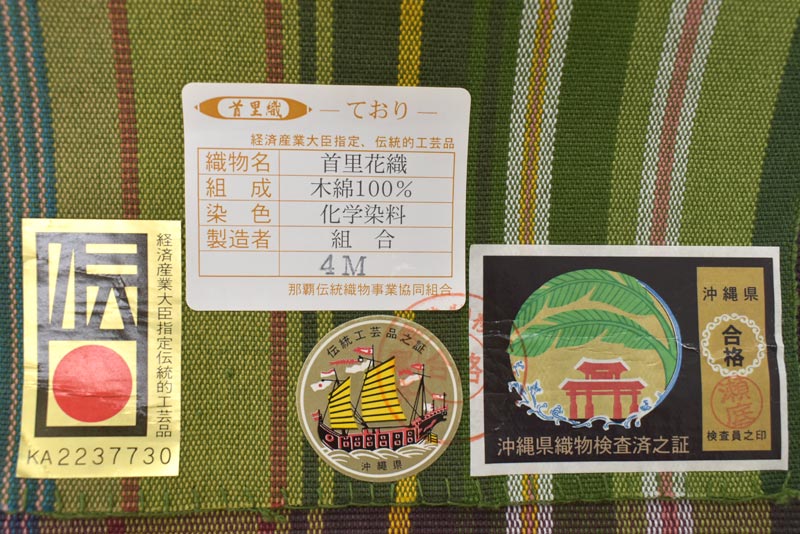 首里織
—ており—
経済産業大臣指定、伝統的工芸品
織物名 首里花織
組成 木綿100%
染色 化学染料
製造者 組合
4M
那覇伝統織物事業協同組合
伝
経済産業大臣指定伝統的工芸品
KA2237730
伝統工芸品之証
沖縄県
沖縄県
合格
瀬底
検査員之印
沖縄県織物検査済之証